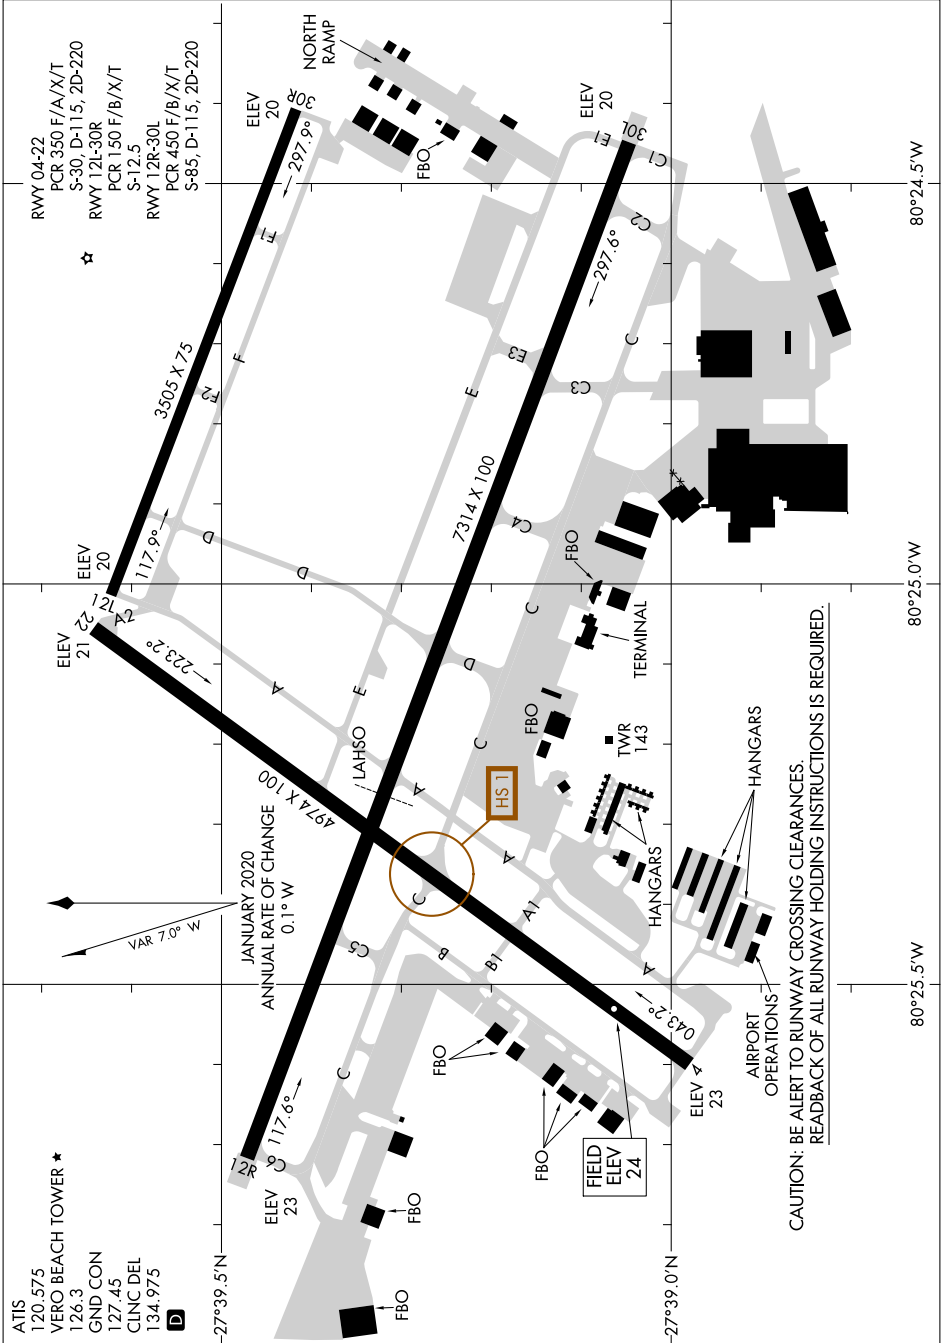 ATIS
120.575
VERO BEACH TOWER ★
126.3
GND CON
127.45
CLNC DEL
134.975
D
RWY 04-22
PCR 350 F/A/X/T
S-30, D-115, 2D-220
RWY 12L-30R
PCR 150 F/B/X/T
S-12.5
RWY 12R-30L
PCR 450 F/B/X/T
S-85, D-115, 2D-220
VAR 7.0° W
JANUARY 2020
ANNUAL RATE OF CHANGE
0.1° W
NORTH
RAMP
FBO
ELEV
20
30R
297.9°
F1
F
3505 X 75
F2
117.9°
12L
ELEV
20
D
D
ELEV
21
22
A2
223.2°
A
E
4974 X 100
LAHSO
A
ELEV
20
30L
E1
C1
C2
297.6°
C
E3
C3
E
7314 X 100
C4
C
D
C
HS 1
C
A
A1
B
B1
A
C5
C
117.6°
12R
C6
ELEV
23
043.2°
4
ELEV
23
FIELD
ELEV
24
FBO
FBO
FBO
FBO
FBO
FBO
TERMINAL
TWR
143
HANGARS
HANGARS
AIRPORT
OPERATIONS
27°39.5'N
27°39.0'N
80°24.5'W
80°25.0'W
80°25.5'W
CAUTION: BE ALERT TO RUNWAY CROSSING CLEARANCES.
READBACK OF ALL RUNWAY HOLDING INSTRUCTIONS IS REQUIRED.